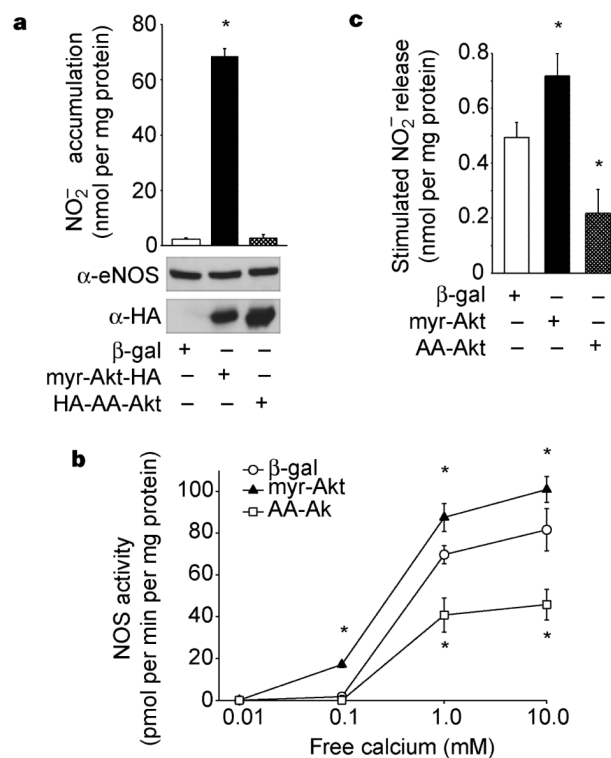 a
*
80
60
40
20
0
NO₂⁻ accumulation
(nmol per mg protein)
α-eNOS
α-HA
β-gal + – –
myr-Akt-HA – + –
HA-AA-Akt – – +
c
*
*
0.8
0.6
0.4
0.2
0
Stimulated NO₂⁻ release
(nmol per mg protein)
β-gal + – –
myr-Akt – + –
AA-Akt – – +
b
β-gal
myr-Akt
AA-Ak
* * *
* *
100
80
60
40
20
0
NOS activity
(pmol per min per mg protein)
0.01 0.1 1.0 10.0
Free calcium (mM)